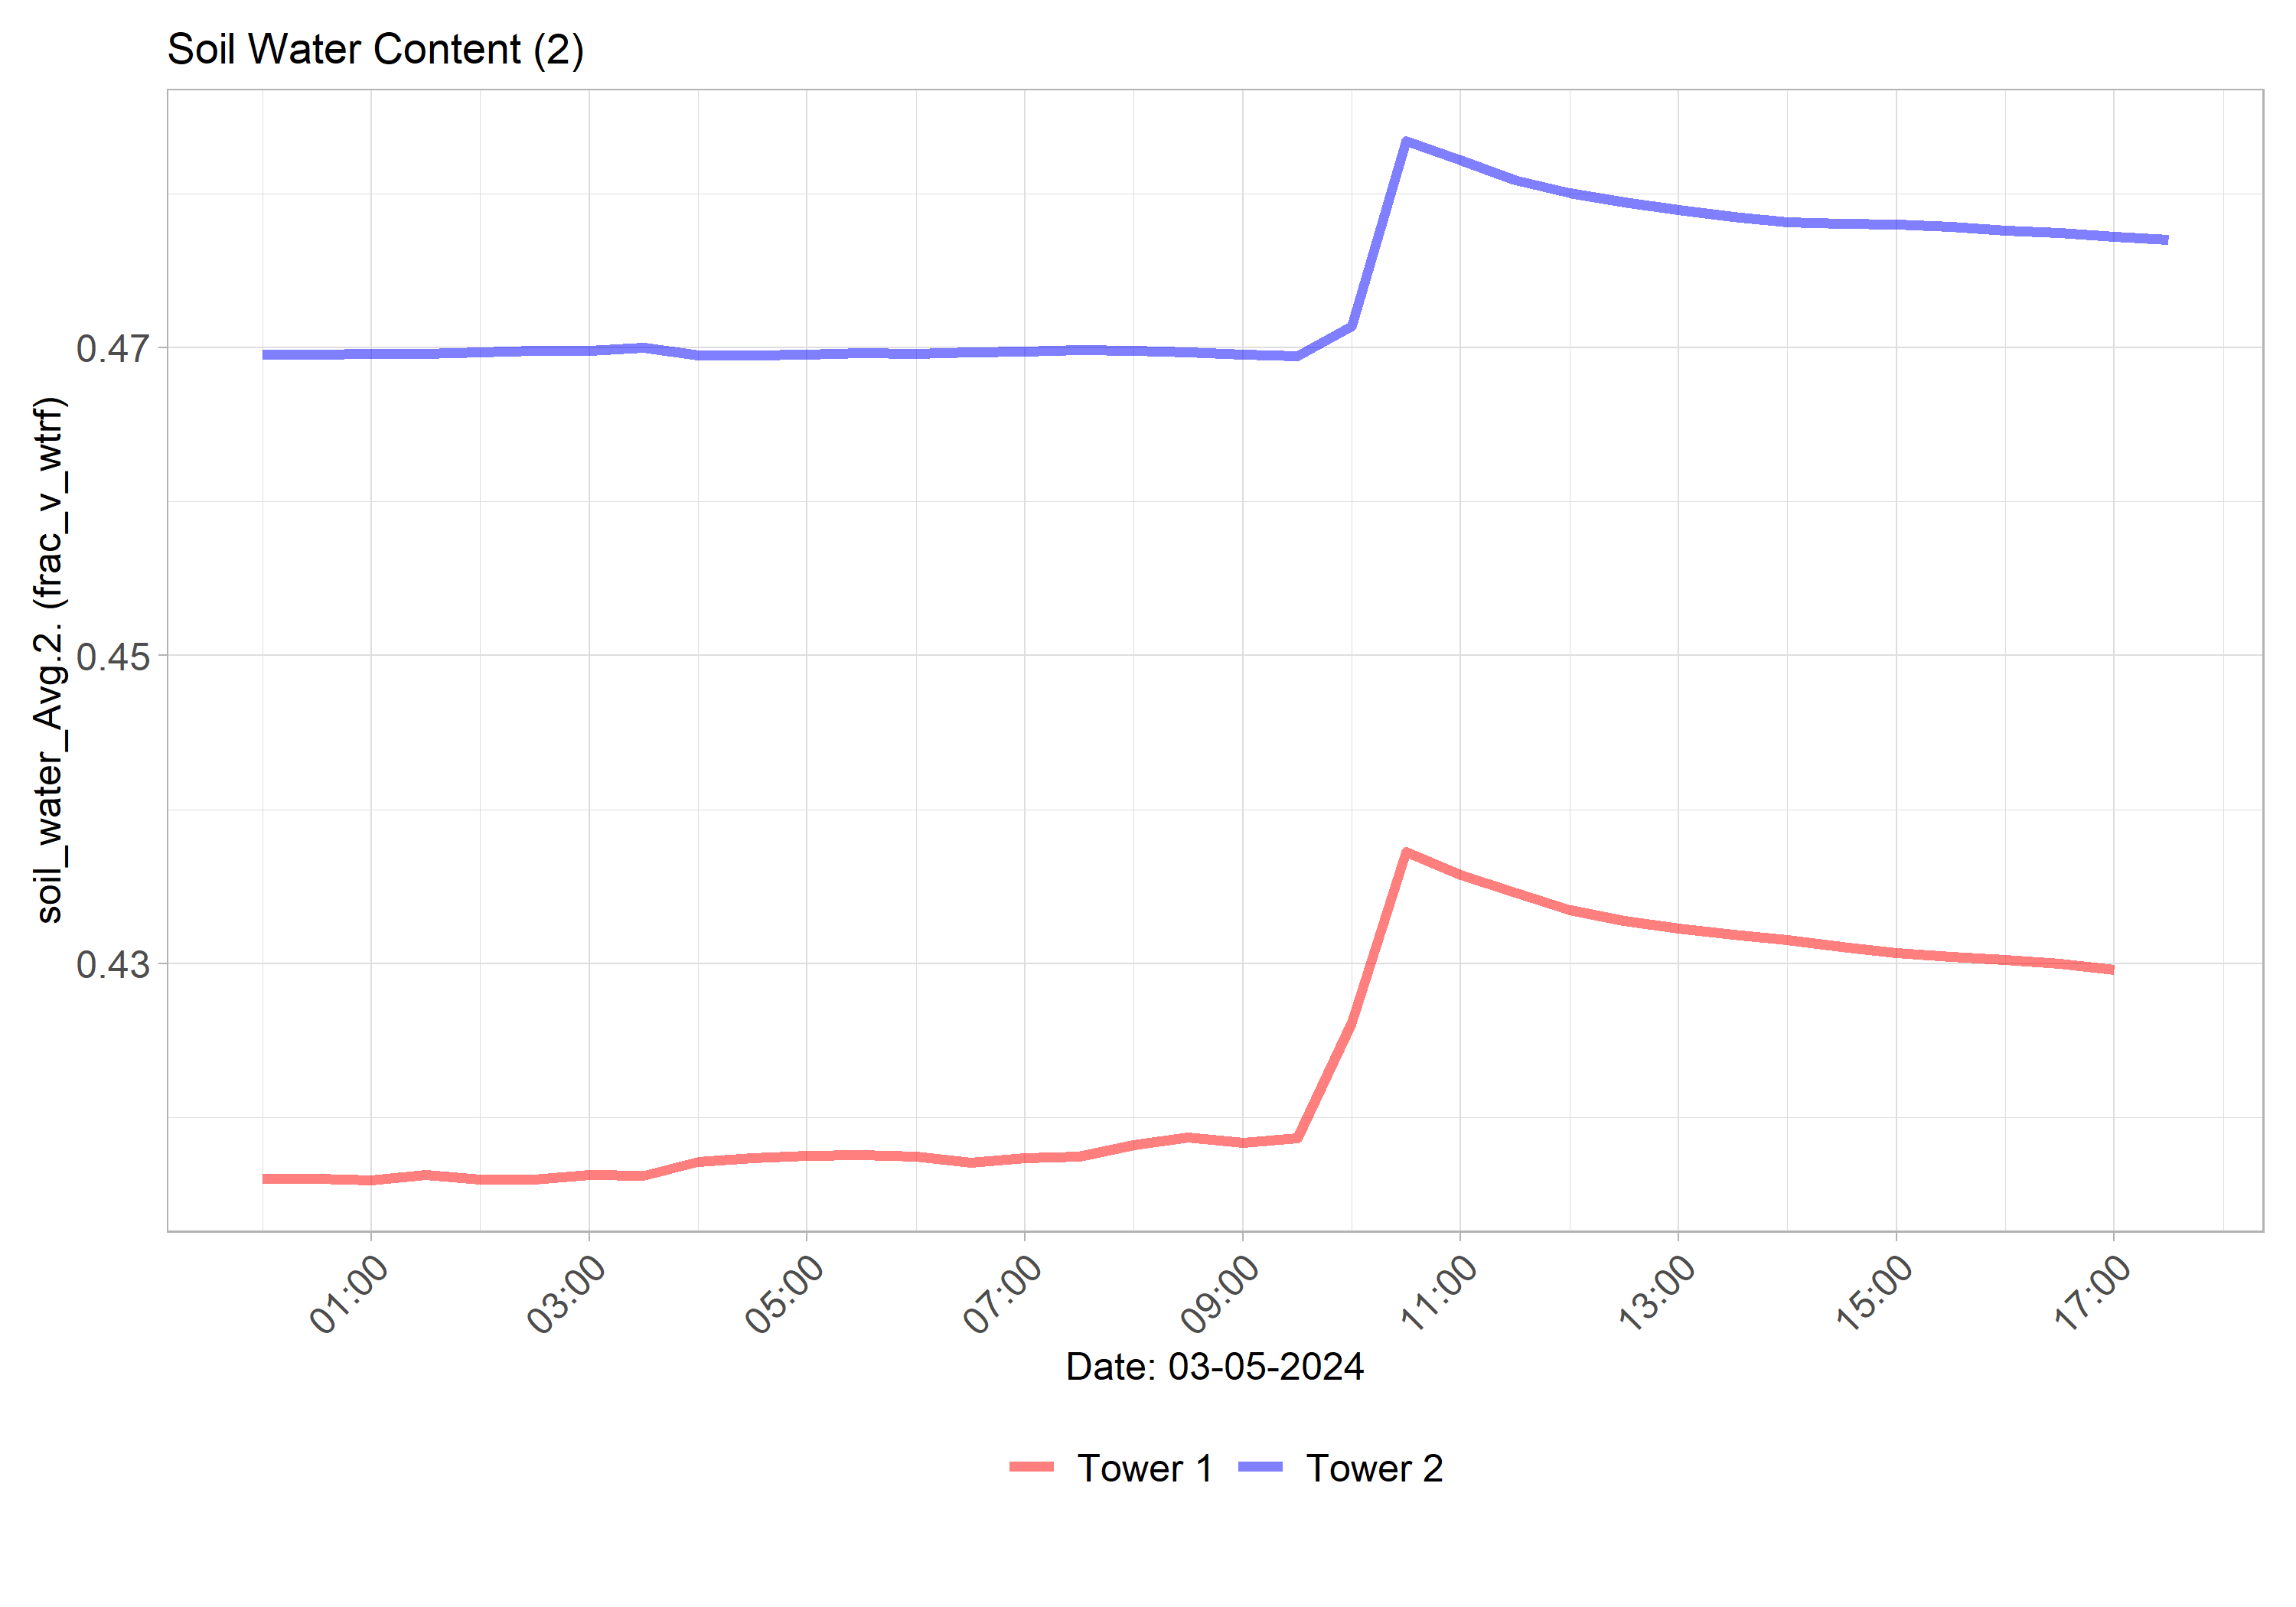 Soil Water Content (2)
soil_water_Avg.2. (frac_v_wtrf)
0.47
0.45
0.43
01:00
03:00
05:00
07:00
09:00
11:00
13:00
15:00
17:00
Date: 03-05-2024
Tower 1
Tower 2